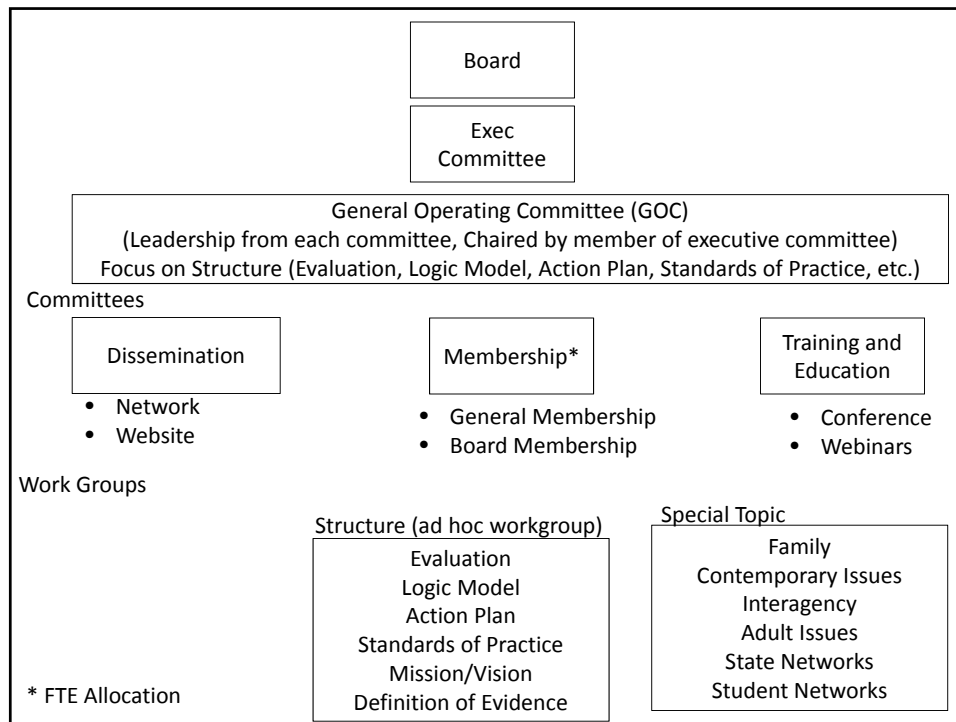 Board
Exec
Committee
General Operating Committee (GOC)
(Leadership from each committee, Chaired by member of executive committee)
Focus on Structure (Evaluation, Logic Model, Action Plan, Standards of Practice, etc.)
Committees
Dissemination
• Network
• Website
Membership*
• General Membership
• Board Membership
Training and
Education
• Conference
• Webinars
Work Groups
Structure (ad hoc workgroup)
Evaluation
Logic Model
Action Plan
Standards of Practice
Mission/Vision
Definition of Evidence
Special Topic
Family
Contemporary Issues
Interagency
Adult Issues
State Networks
Student Networks
* FTE Allocation